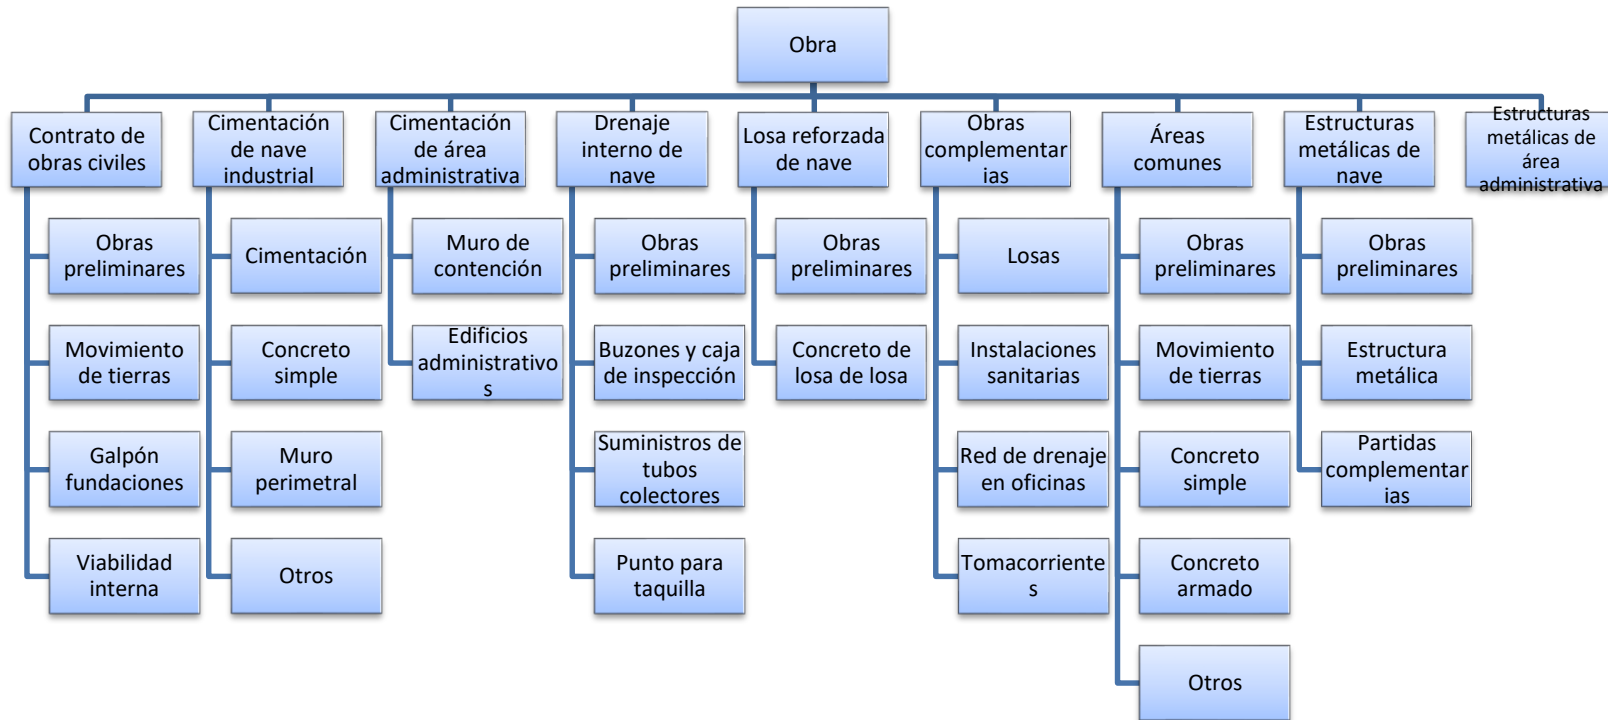 Obra
Contrato de
obras civiles
Cimentación
de nave
industrial
Cimentación
de área
administrativa
Drenaje
interno de
nave
Losa reforzada
de nave
Obras
complementar
ias
Áreas
comunes
Estructuras
metálicas de
nave
Estructuras
metálicas de
área
administrativa
Obras
preliminares
Movimiento
de tierras
Galpón
fundaciones
Viabilidad
interna
Cimentación
Concreto
simple
Muro
perimetral
Otros
Muro de
contención
Edificios
administrativo
s
Obras
preliminares
Buzones y caja
de inspección
Suministros de
tubos
colectores
Punto para
taquilla
Obras
preliminares
Concreto de
losa de losa
Losas
Instalaciones
sanitarias
Red de drenaje
en oficinas
Tomacorriente
s
Obras
preliminares
Movimiento
de tierras
Concreto
simple
Concreto
armado
Otros
Obras
preliminares
Estructura
metálica
Partidas
complementar
ias